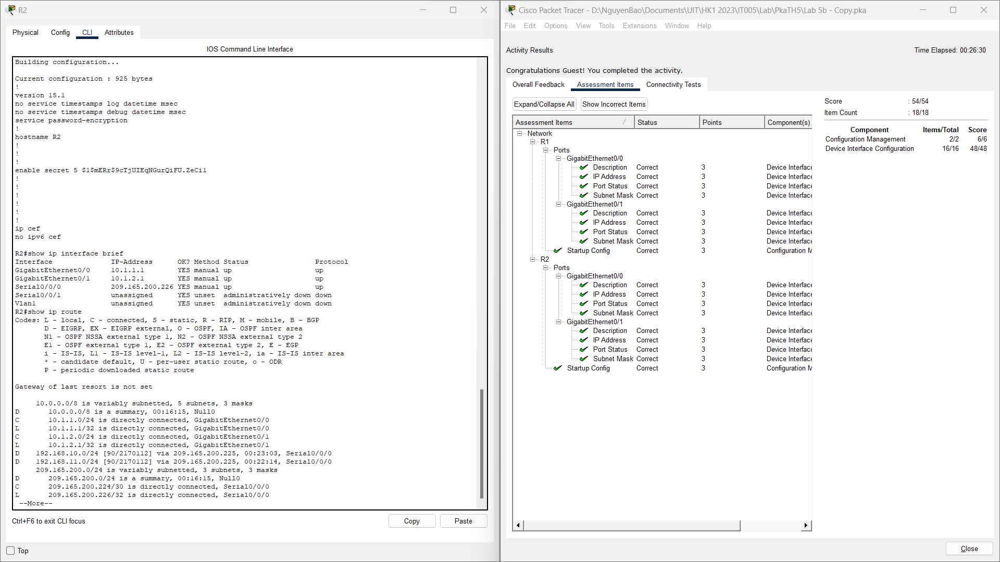 R2
Physical Config CLI Attributes
IOS Command Line Interface
Building configuration...
Current configuration : 925 bytes
!
version 15.1
no service timestamps log datetime msec
no service timestamps debug datetime msec
service password-encryption
!
hostname R2
!
!
!
enable secret 5 $1$mERr$9cTjUIEqNGurQiFU.ZeCi1
!
!
!
!
!
!
ip cef
no ipv6 cef
R2#show ip interface brief
Interface IP-Address OK? Method Status Protocol
GigabitEthernet0/0 10.1.1.1 YES manual up up
GigabitEthernet0/1 10.1.2.1 YES manual up up
Serial0/0/0 209.165.200.226 YES manual up up
Serial0/0/1 unassigned YES unset administratively down down
Vlan1 unassigned YES unset administratively down down
R2#show ip route
Codes: L - local, C - connected, S - static, R - RIP, M - mobile, B - BGP
D - EIGRP, EX - EIGRP external, O - OSPF, IA - OSPF inter area
N1 - OSPF NSSA external type 1, N2 - OSPF NSSA external type 2
E1 - OSPF external type 1, E2 - OSPF external type 2, E - EGP
i - IS-IS, L1 - IS-IS level-1, L2 - IS-IS level-2, ia - IS-IS inter area
* - candidate default, U - per-user static route, o - ODR
P - periodic downloaded static route
Gateway of last resort is not set
10.0.0.0/8 is variably subnetted, 5 subnets, 3 masks
D 10.0.0.0/8 is a summary, 00:16:15, Null0
C 10.1.1.0/24 is directly connected, GigabitEthernet0/0
L 10.1.1.1/32 is directly connected, GigabitEthernet0/0
C 10.1.2.0/24 is directly connected, GigabitEthernet0/1
L 10.1.2.1/32 is directly connected, GigabitEthernet0/1
D 192.168.10.0/24 [90/2170112] via 209.165.200.225, 00:23:03, Serial0/0/0
D 192.168.11.0/24 [90/2170112] via 209.165.200.225, 00:22:14, Serial0/0/0
209.165.200.0/24 is variably subnetted, 3 subnets, 3 masks
D 209.165.200.0/24 is a summary, 00:16:15, Null0
C 209.165.200.224/30 is directly connected, Serial0/0/0
L 209.165.200.226/32 is directly connected, Serial0/0/0
--More--
Ctrl+F6 to exit CLI focus
Copy Paste
Top
Cisco Packet Tracer - D:\NguyenBao\Documents\UIT\HK1 2023\IT005\Lab\PkaTH5\Lab 5b - Copy.pka
File Edit Options View Tools Extensions Window Help
Activity Results
Time Elapsed: 00:26:30
Congratulations Guest! You completed the activity.
Overall Feedback Assessment Items Connectivity Tests
Expand/Collapse All Show Incorrect Items
Assessment Items Status Points Component(s)
Network
R1
Ports
GigabitEthernet0/0
Description Correct 3 Device Interface
IP Address Correct 3 Device Interface
Port Status Correct 3 Device Interface
Subnet Mask Correct 3 Device Interface
GigabitEthernet0/1
Description Correct 3 Device Interface
IP Address Correct 3 Device Interface
Port Status Correct 3 Device Interface
Subnet Mask Correct 3 Device Interface
Startup Config Correct 3 Configuration M
R2
Ports
GigabitEthernet0/0
Description Correct 3 Device Interface
IP Address Correct 3 Device Interface
Port Status Correct 3 Device Interface
Subnet Mask Correct 3 Device Interface
GigabitEthernet0/1
Description Correct 3 Device Interface
IP Address Correct 3 Device Interface
Port Status Correct 3 Device Interface
Subnet Mask Correct 3 Device Interface
Startup Config Correct 3 Configuration M
Score : 54/54
Item Count : 18/18
Component Items/Total Score
Configuration Management 2/2 6/6
Device Interface Configuration 16/16 48/48
Close